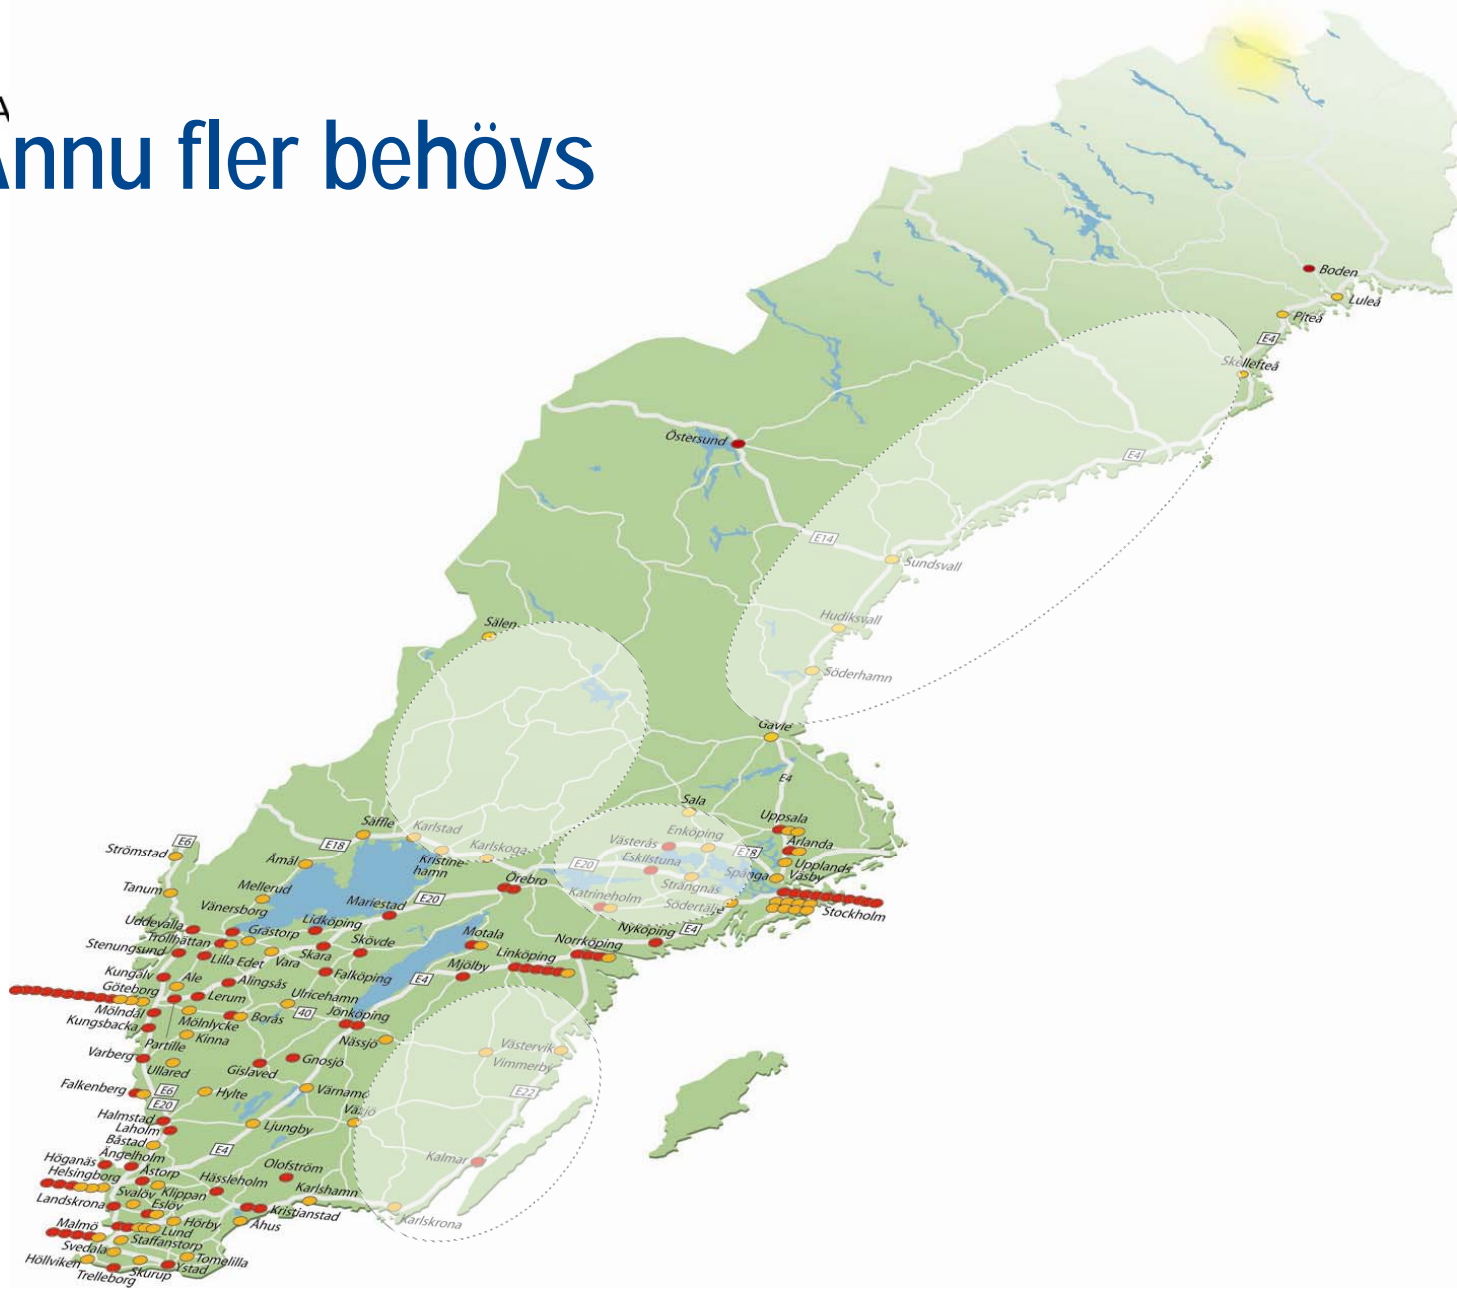 Ännu fler behövs
Boden
Luleå
Piteå
E4
Skellefteå
Östersund
E4
E14
Sundsvall
Hudiksvall
Sälen
Söderhamn
Gävle
E4
Sala
Uppsala
Säffle
Karlstad
Enköping
E6
E18
Västerås
Arlanda
Strömstad
Karlskoga
E18
Åmål
Kristine-
hamn
E20
Eskilstuna
Upplands
Väsby
Spånga
Tanum
Mellerud
Örebro
Strängnäs
Katrineholm
Mariestad
E20
Södertälje
Stockholm
Vänersborg
Uddevalla
Lidköping
Grästorp
Nyköping
E4
Motala
Norrköping
Trollhättan
Skövde
Stenungsund
Skara
Linköping
Lilla Edet
Vara
Mjölby
Kungälv
Ale
Falköping
E4
Alingsås
Göteborg
Lerum
Ulricehamn
Mölndal
40
Jönköping
Mölnlycke
Borås
Kungsbacka
Kinna
Nässjö
Partille
Västervik
Varberg
Gnosjö
Vimmerby
Ullared
Gislaved
Falkenberg
E6
Hylte
Värnamo
E22
E20
Växjö
Halmstad
Laholm
Ljungby
Båstad
E4
Ängelholm
Kalmar
Höganäs
Åstorp
Olofström
Helsingborg
Hässleholm
Svalöv
Klippan
Karlshamn
Landskrona
Eslöv
Kristianstad
Malmö
Hörby
Åhus
Karlskrona
Lund
Staffanstorp
Svedala
Tomelilla
Höllviken
Skurup
Ystad
Trelleborg